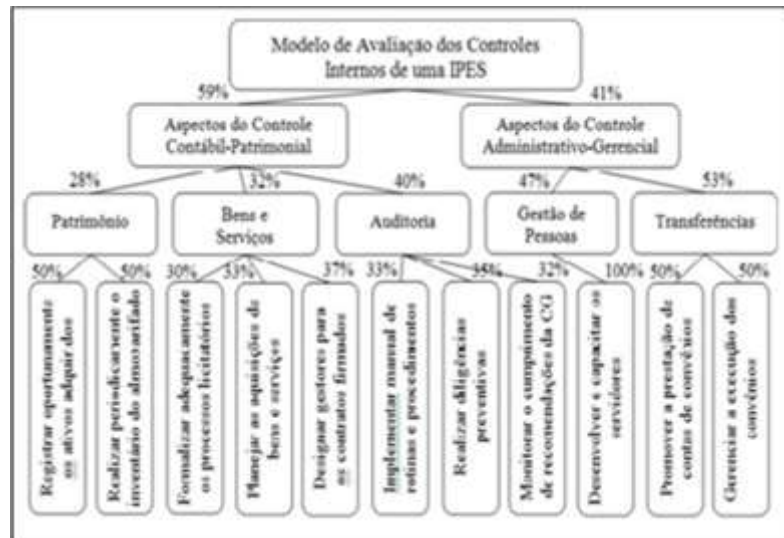 Modelo de Avaliação dos Controles
Internos de uma IPES
59%
41%
Aspectos do Controle
Contábil-Patrimonial
Aspectos do Controle
Administrativo-Gerencial
28%
32%
40%
47%
53%
Patrimônio
Bens e
Serviços
Auditoria
Gestão de
Pessoas
Transferências
50%
50%
30%
33%
37%
33%
35%
32%
100%
50%
50%
Registrar oportunamente
os ativos adquiridos
Realizar periodicamente o
inventário do almoxarifado
Formalizar adequadamente
os processos licitatórios
Planejar as aquisições de
bens e serviços
Designar gestores para
os contratos firmados
Implementar manual de
rotinas e procedimentos
Realizar diligências
preventivas
Monitorar o cumprimento
de recomendações da CG
Desenvolver e capacitar os
servidores
Promover a prestação de
contas de convênios
Gerenciar a execução dos
convênios